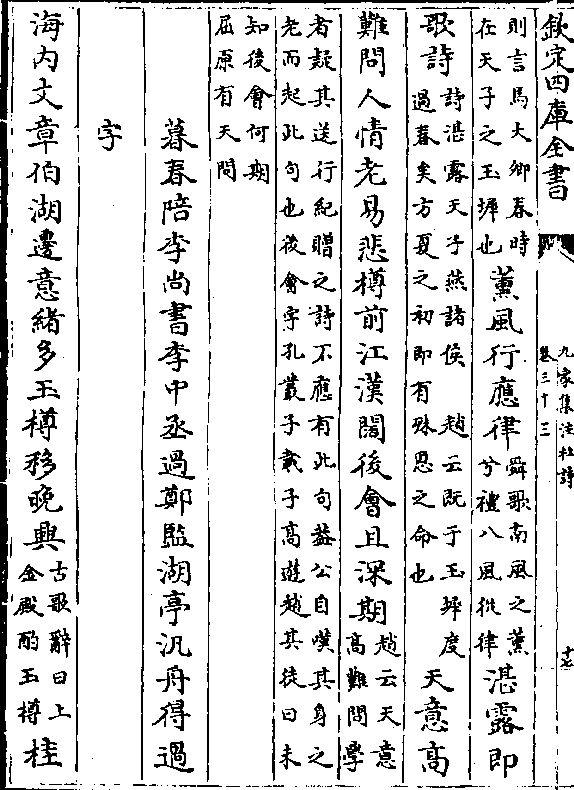 欽定四庫全書
九家集注杜詩
卷三十三
十七
則言馬大卿春時
在天子之玉墀也
薫風行應律
舜歌南風之薫
兮禮八風從律
湛露即
歌詩
詩湛露天子燕諸侯　趙云既于玉墀度
過春矣方夏之初即有殊恩之命也
天意高
難問人情老易悲樽前江漢闊後會且深期
趙云天意
高難問學
者疑其送行紀贈之詩不應有此句葢公自嘆其身之
老而起此句也後會字孔叢子載子高遊趙其徒曰未
知後會何期
屈原有天問
暮春陪李尚書李中丞過鄭監湖亭汎舟得過
字
海内文章伯湖邊意緒多玉樽移晚興
古歌辭曰上
金殿酌玉樽
桂